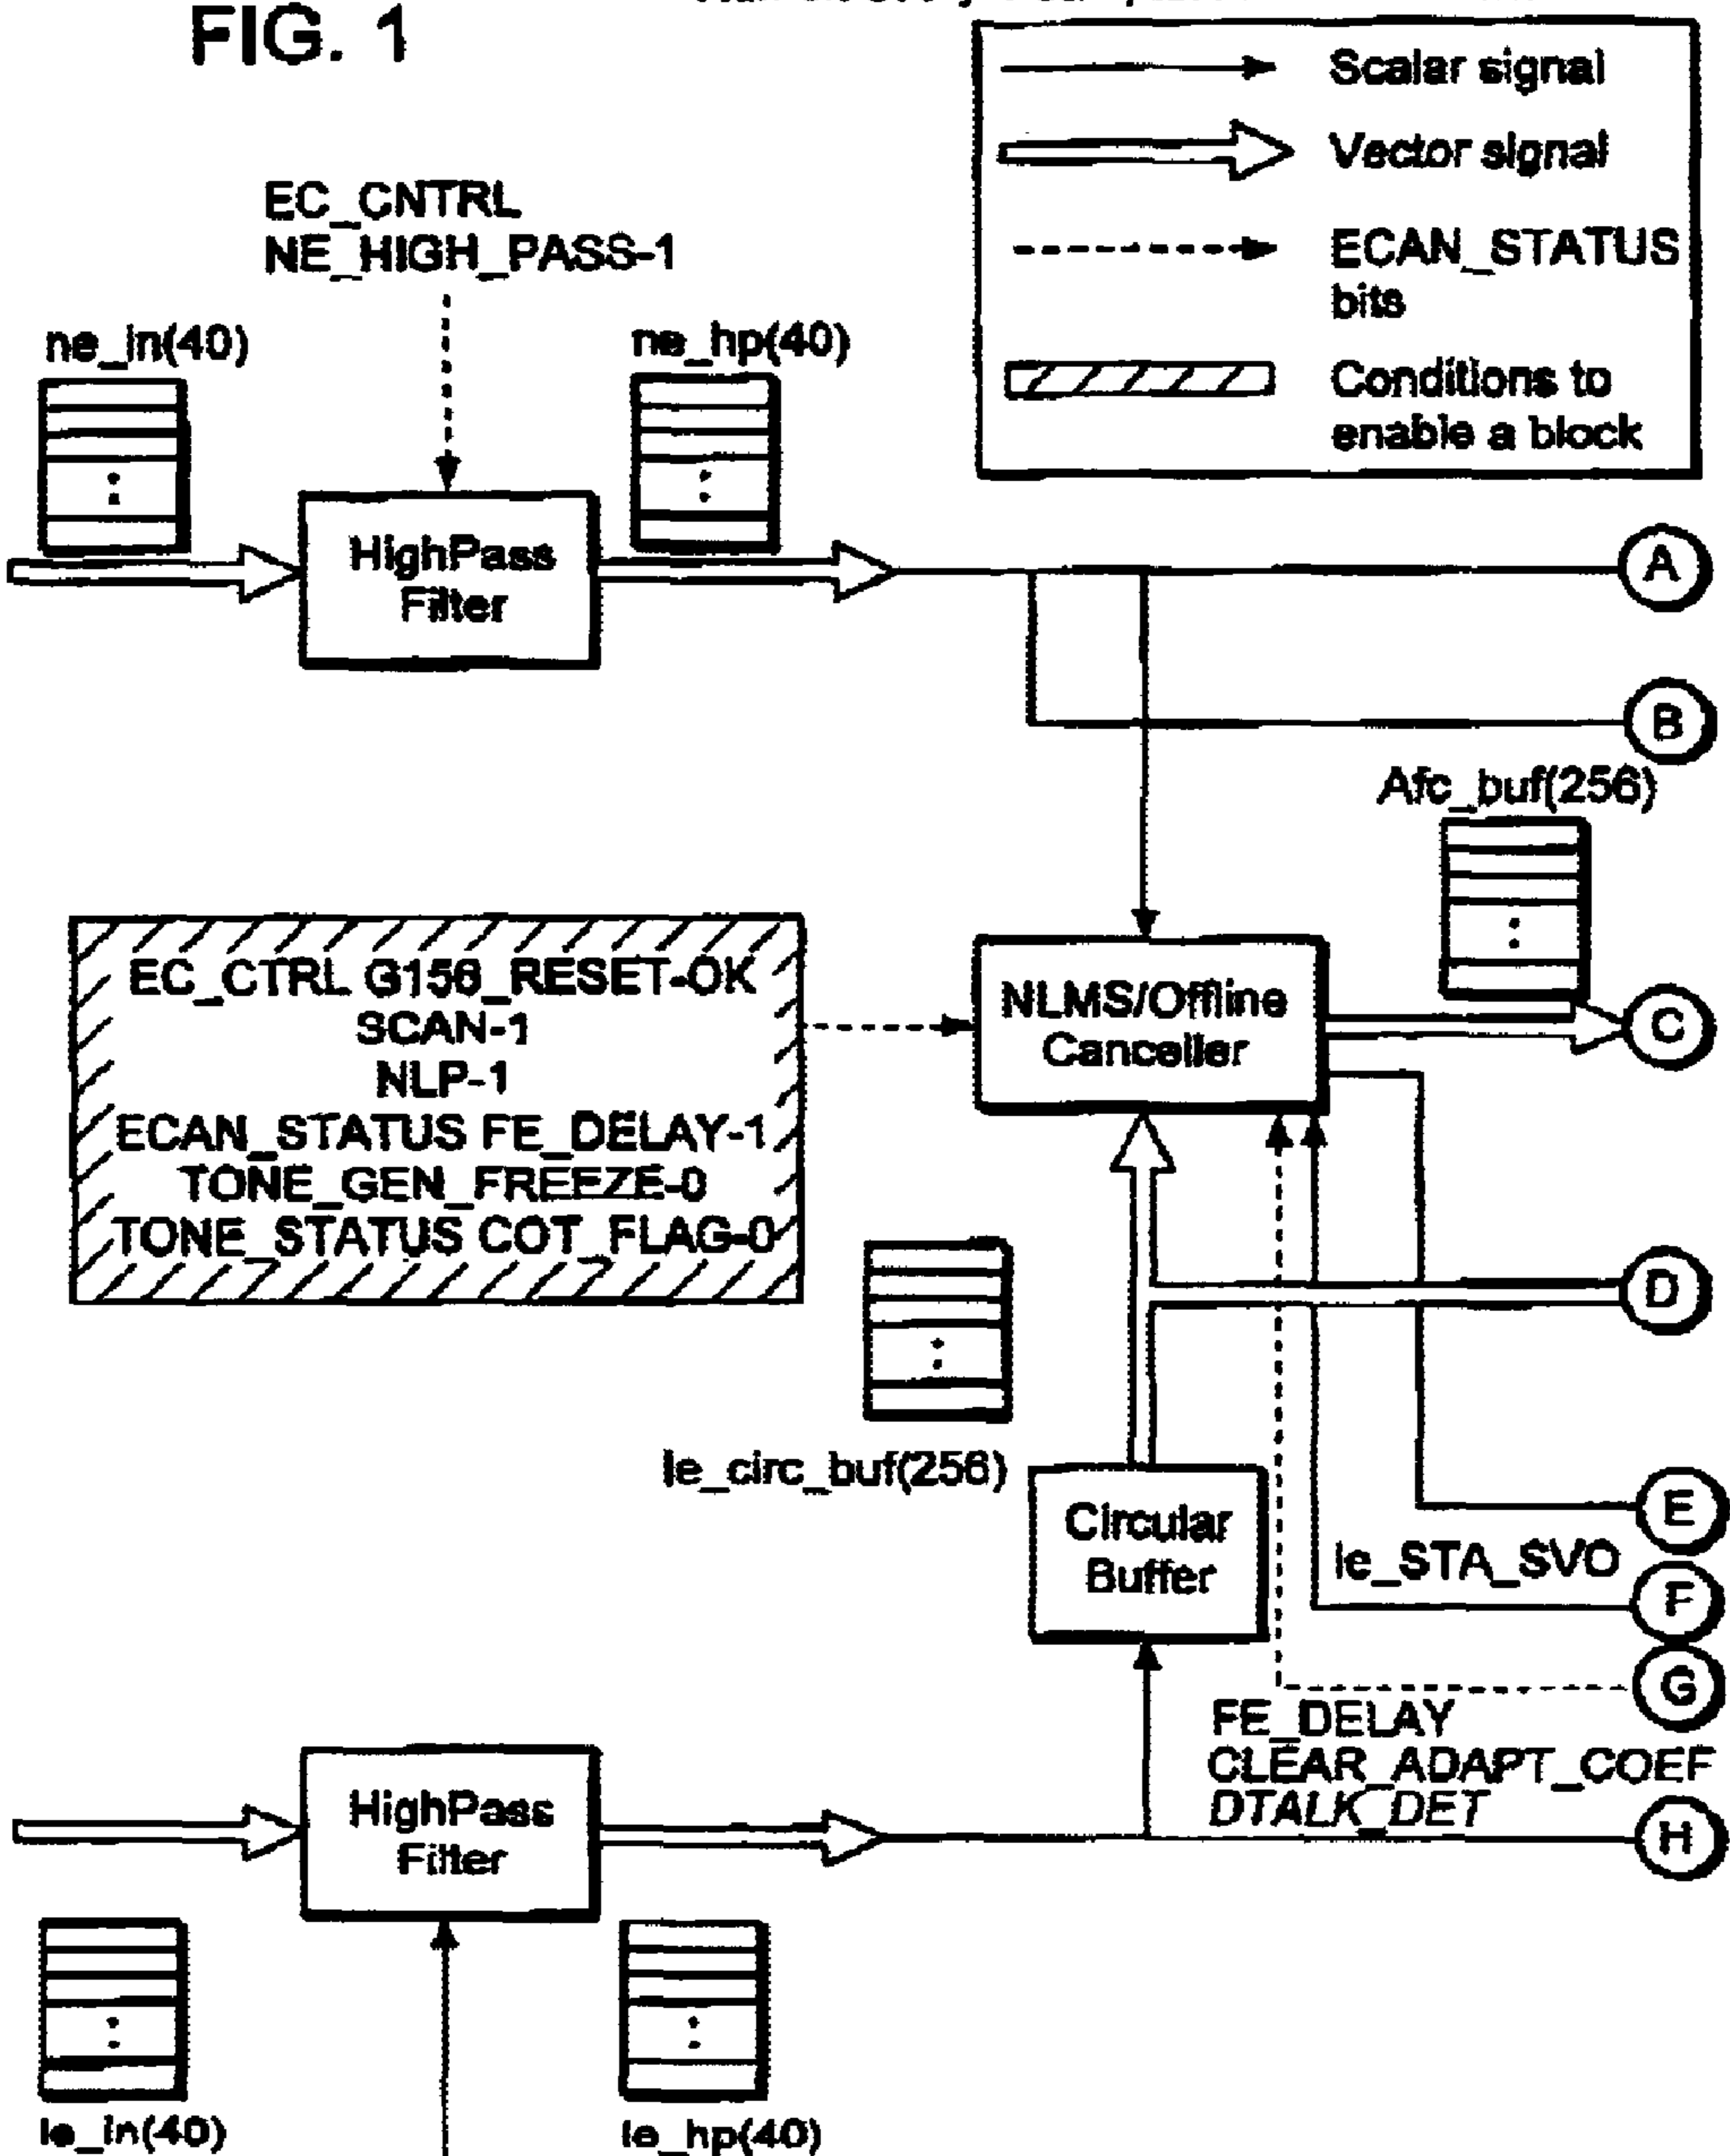 FIG. 1
Scalar signal
Vector signal
ECAN_STATUS
bits
Conditions to
enable a block
EC_CNTRL
NE_HIGH_PASS-1
ne_in(40)
ne_hp(40)
HighPass
Filter
A
B
Afc_buf(256)
EC_CTRL G156_RESET-OK
SCAN-1
NLP-1
ECAN_STATUS FE_DELAY-1
TONE_GEN_FREEZE-0
TONE_STATUS COT_FLAG-0
NLMS/Offline
Canceller
C
D
le_circ_buf(256)
Circular
Buffer
E
le_STA_SVO
F
G
FE_DELAY
CLEAR_ADAPT_COEF
DTALK_DET
HighPass
Filter
H
le_in(40)
le_hp(40)